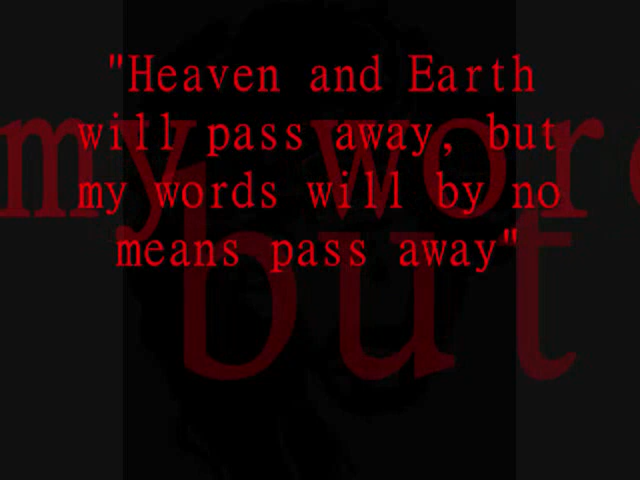 "Heaven and Earth
will pass away, but
my words will by no
means pass away"
my word
but